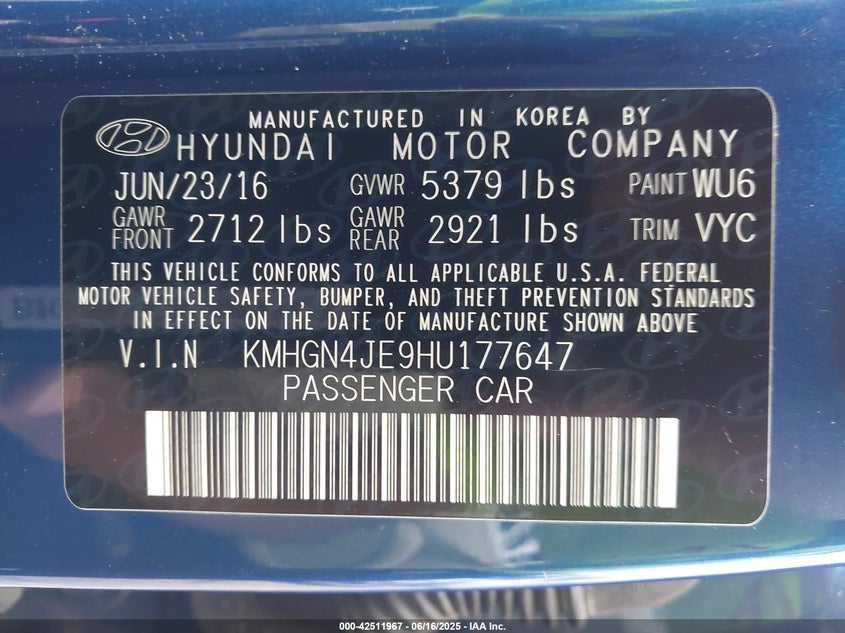 MANUFACTURED IN KOREA BY
HYUNDAI MOTOR COMPANY
JUN/23/16 GVWR 5379 lbs PAINT WU6
GAWR FRONT 2712 lbs GAWR REAR 2921 lbs TRIM VYC
THIS VEHICLE CONFORMS TO ALL APPLICABLE U.S.A. FEDERAL
MOTOR VEHICLE SAFETY, BUMPER, AND THEFT PREVENTION STANDARDS
IN EFFECT ON THE DATE OF MANUFACTURE SHOWN ABOVE
V.I.N KMHGN4JE9HU177647
PASSENGER CAR
000-42511967 - 06/16/2025 - IAA Inc.